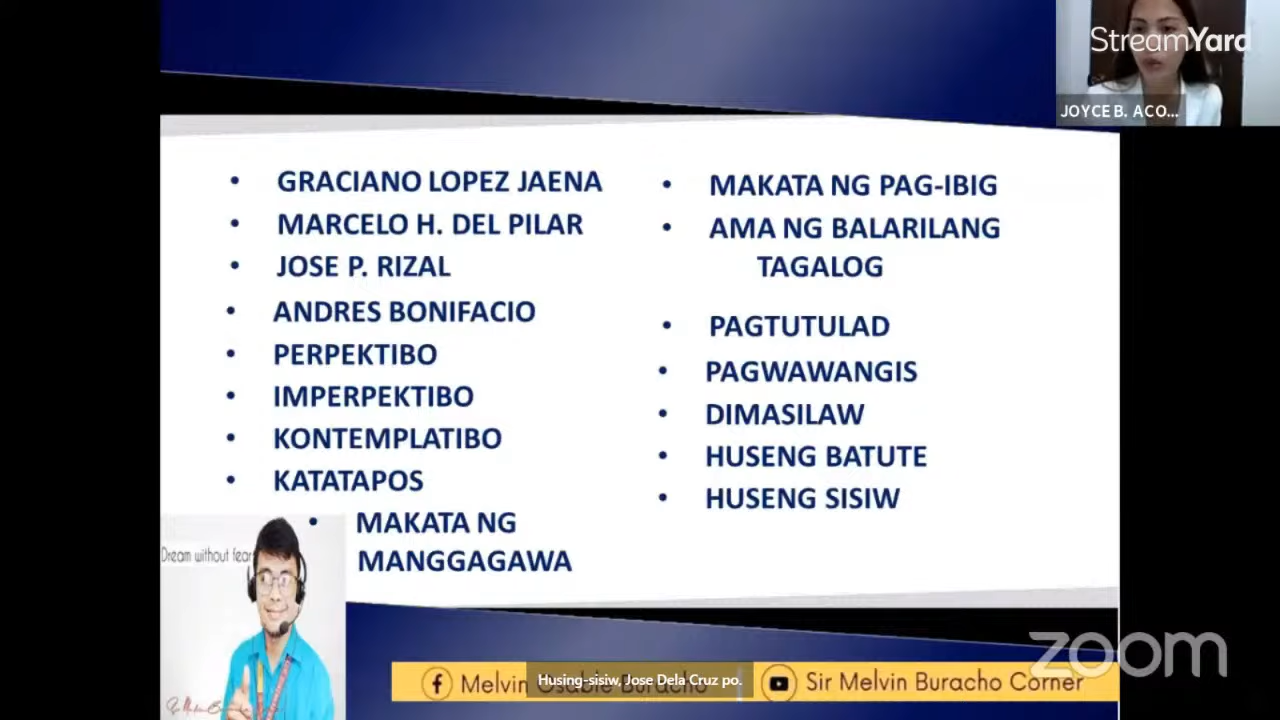 StreamYard
JOYCE B. ACO...
• GRACIANO LOPEZ JAENA
• MARCELO H. DEL PILAR
• JOSE P. RIZAL
• ANDRES BONIFACIO
• PERPEKTIBO
• IMPERPEKTIBO
• KONTEMPLATIBO
• KATATAPOS
• MAKATA NG
MANGGAGAWA
• MAKATA NG PAG-IBIG
• AMA NG BALARILANG
TAGALOG
• PAGTUTULAD
• PAGWAWANGIS
• DIMASILAW
• HUSENG BATUTE
• HUSENG SISIW
Dream without fear
zoom
Melvin Osabie Buracho
Sir Melvin Buracho Corner
Husing-sisiw, Jose Dela Cruz po.